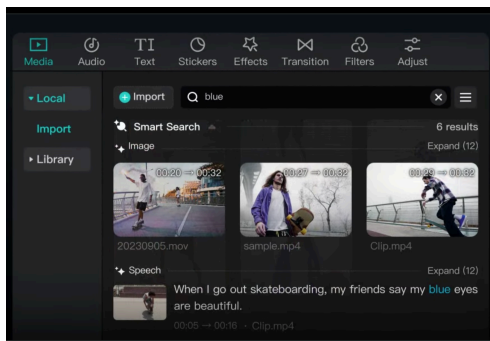 Media Audio TI Text Stickers Effects Transition Filters Adjust
Local
Import
Library
Import
blue
Smart Search
6 results
Image
Expand (12)
00:20 → 00:32
00:27 → 00:32
00:29 → 00:32
20230905.mov
sample.mp4
Clip.mp4
Speech
Expand (12)
When I go out skateboarding, my friends say my blue eyes
are beautiful.
00:05 → 00:16 · Clip.mp4